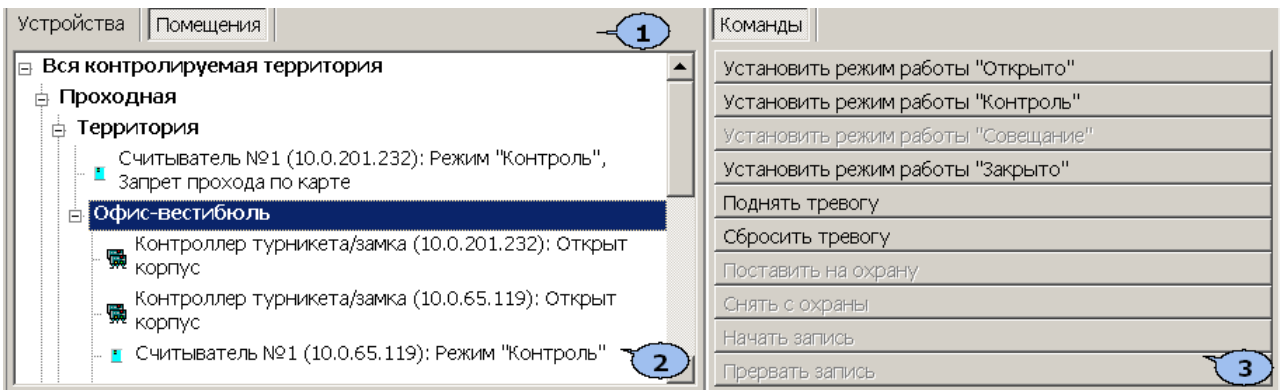 Устройства
Помещения
1
Вся контролируемая территория
Проходная
Территория
Считыватель №1 (10.0.201.232): Режим "Контроль",
Запрет прохода по карте
Офис-вестибюль
Контроллер турникета/замка (10.0.201.232): Открыт
корпус
Контроллер турникета/замка (10.0.65.119): Открыт
корпус
Считыватель №1 (10.0.65.119): Режим "Контроль"
2
Команды
Установить режим работы "Открыто"
Установить режим работы "Контроль"
Установить режим работы "Совещание"
Установить режим работы "Закрыто"
Поднять тревогу
Сбросить тревогу
Поставить на охрану
Снять с охраны
Начать запись
Прервать запись
3